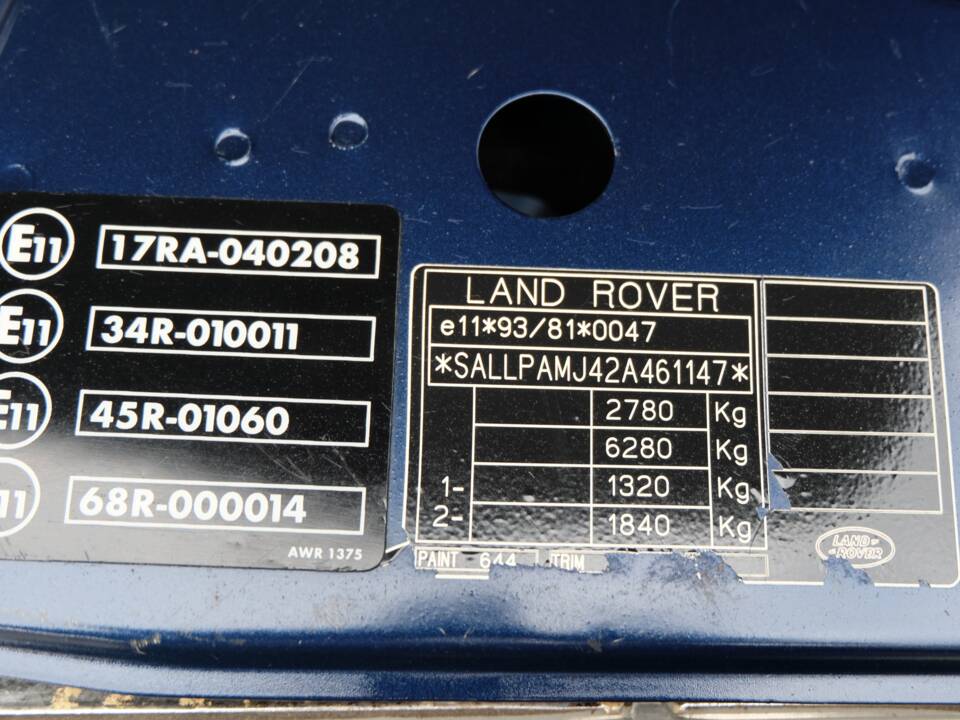 E11 17RA-040208
E11 34R-010011
E11 45R-01060
11 68R-000014
AWR 1375
LAND ROVER
e11*93/81*0047
*SALLPAMJ42A461147*
2780 Kg
6280 Kg
1- 1320 Kg
2- 1840 Kg
PAINT 644 TRIM
LAND ROVER